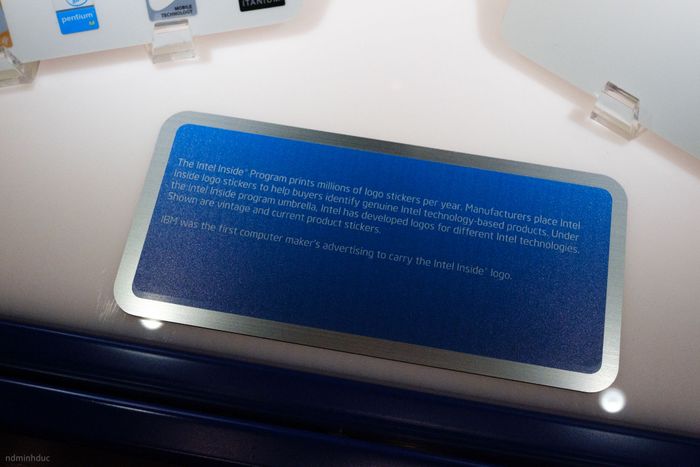 pentium M
MOBILE
TECHNOLOGY
ITANIUM
The Intel Inside® Program prints millions of logo stickers per year. Manufacturers place Intel
Inside logo stickers to help buyers identify genuine Intel technology-based products. Under
the Intel Inside program umbrella, Intel has developed logos for different Intel technologies.
Shown are vintage and current product stickers.
IBM was the first computer maker's advertising to carry the Intel Inside® logo.
ndminhduc